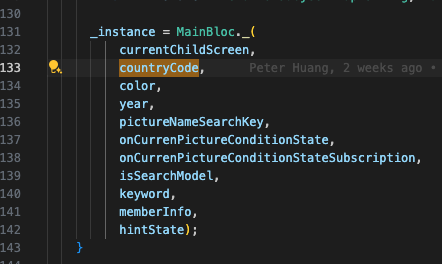 130
131 _instance = MainBloc._(
132 currentChildScreen,
133 countryCode, Peter Huang, 2 weeks ago •
134 color,
135 year,
136 pictureNameSearchKey,
137 onCurrenPictureConditionState,
138 onCurrenPictureConditionStateSubscription,
139 isSearchModel,
140 keyword,
141 memberInfo,
142 hintState);
143 }
144